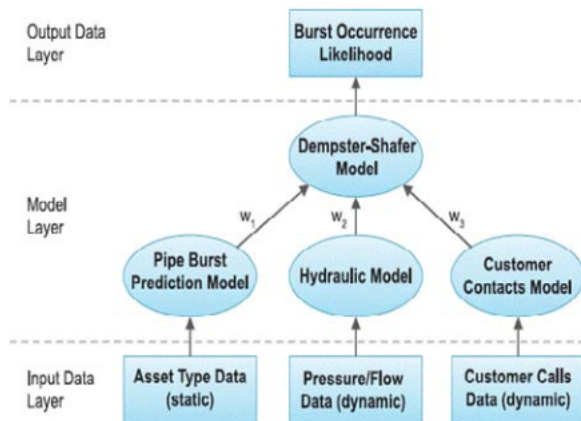 Output Data
Layer
Burst Occurrence
Likelihood
Dempster-Shafer
Model
Model
Layer
w1
w2
w3
Pipe Burst
Prediction Model
Hydraulic Model
Customer
Contacts Model
Input Data
Layer
Asset Type Data
(static)
Pressure/Flow
Data (dynamic)
Customer Calls
Data (dynamic)